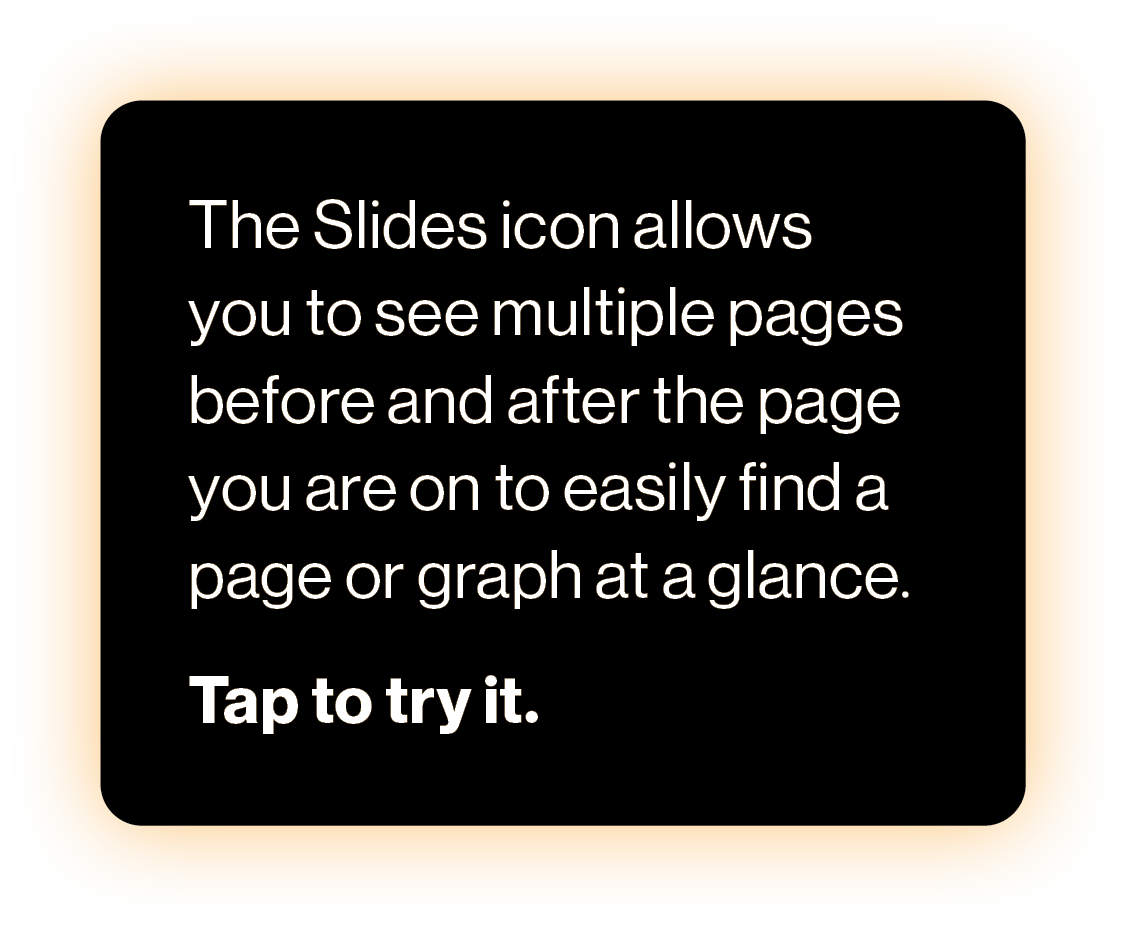 The Slides icon allows
you to see multiple pages
before and after the page
you are on to easily find a
page or graph at a glance.
Tap to try it.